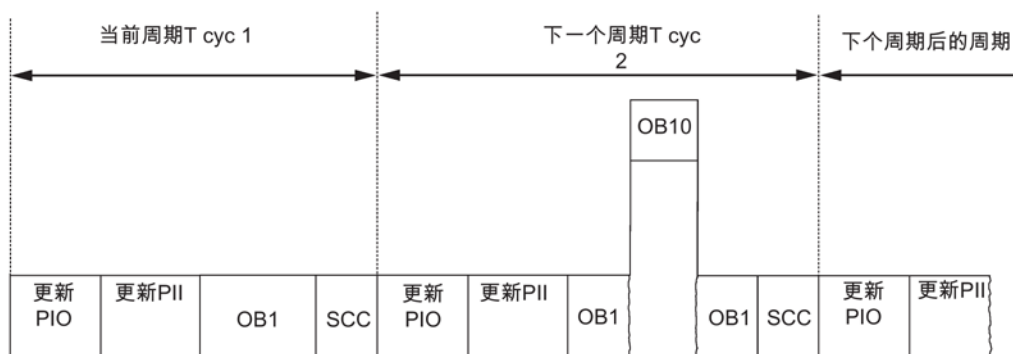 当前周期T cyc 1
下一个周期T cyc
2
下个周期后的周期
OB10
更新
PIO
更新PII
OB1
SCC
更新
PIO
更新PII
OB1
OB1
SCC
更新
PIO
更新PII